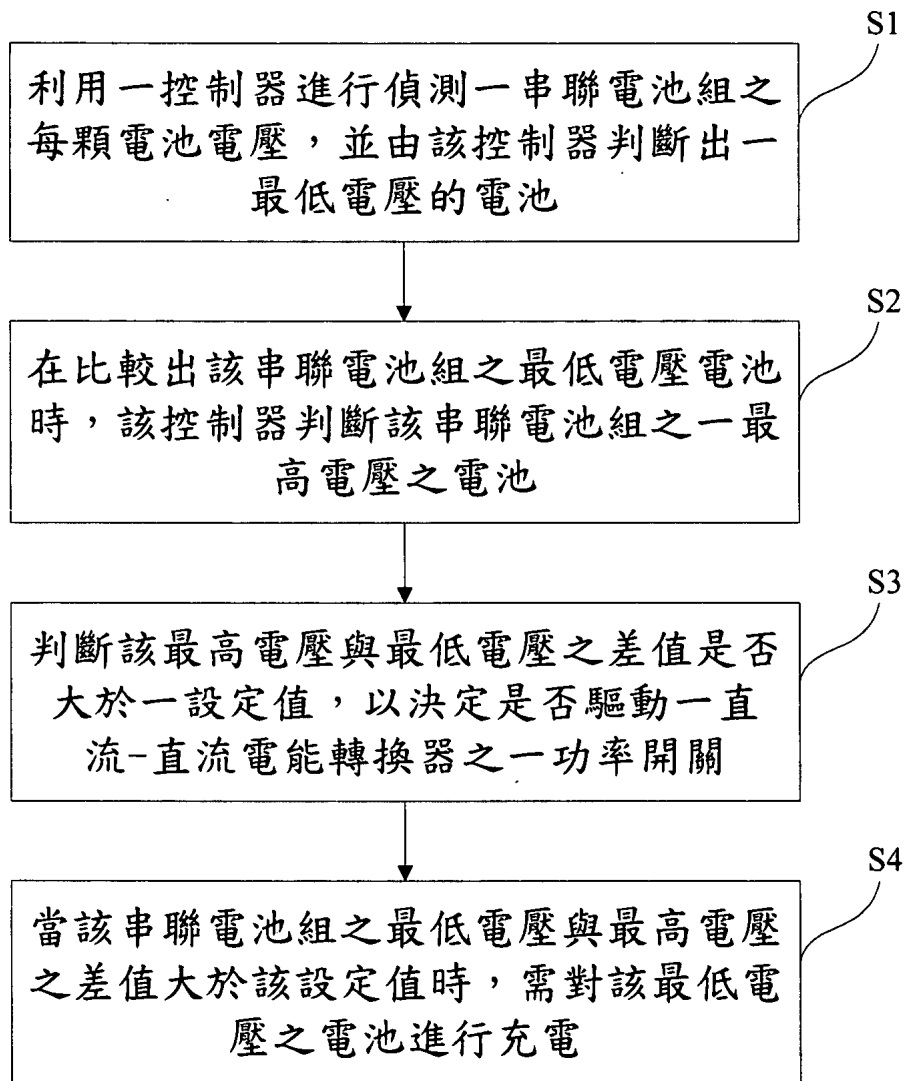 S1
利用一控制器進行偵測一串聯電池組之
每顆電池電壓，並由該控制器判斷出一
最低電壓的電池
S2
在比較出該串聯電池組之最低電壓電池
時，該控制器判斷該串聯電池組之一最
高電壓之電池
S3
判斷該最高電壓與最低電壓之差值是否
大於一設定值，以決定是否驅動一直
流-直流電能轉換器之一功率開關
S4
當該串聯電池組之最低電壓與最高電壓
之差值大於該設定值時，需對該最低電
壓之電池進行充電